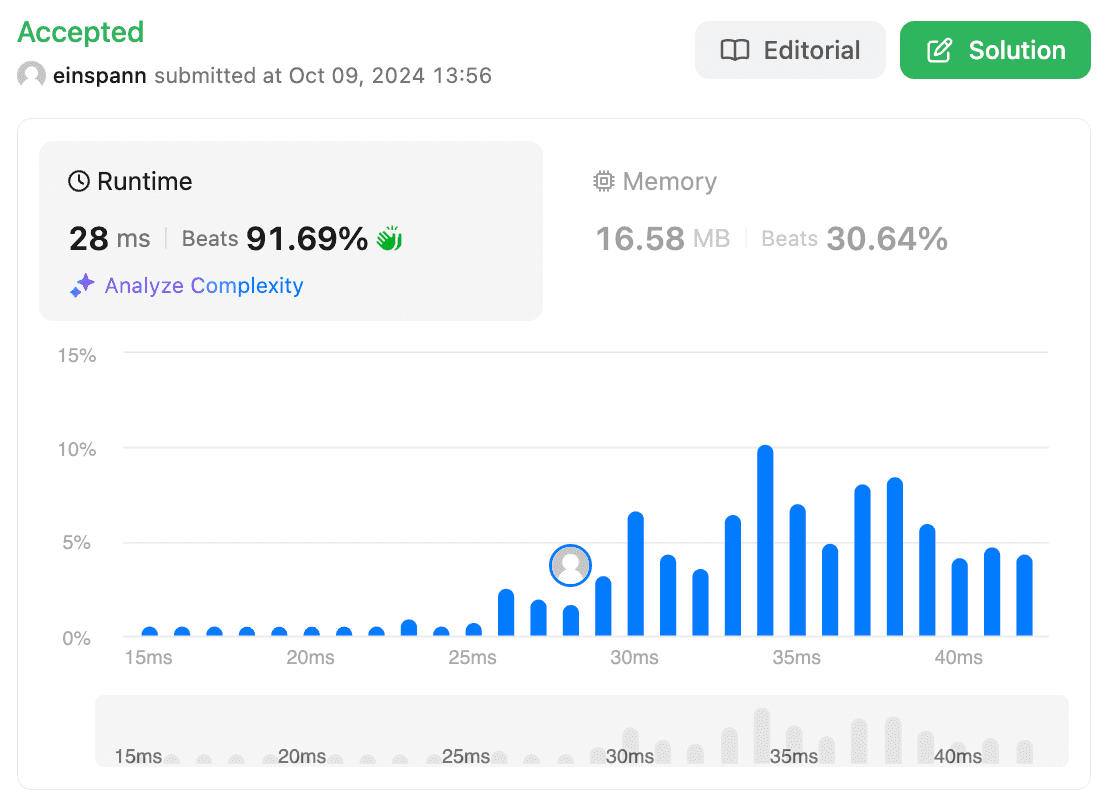 Accepted
einspann submitted at Oct 09, 2024 13:56
Editorial
Solution
Runtime
28 ms Beats 91.69%
Analyze Complexity
Memory
16.58 MB Beats 30.64%
15%
10%
5%
0%
15ms 20ms 25ms 30ms 35ms 40ms
15ms 20ms 25ms 30ms 35ms 40ms